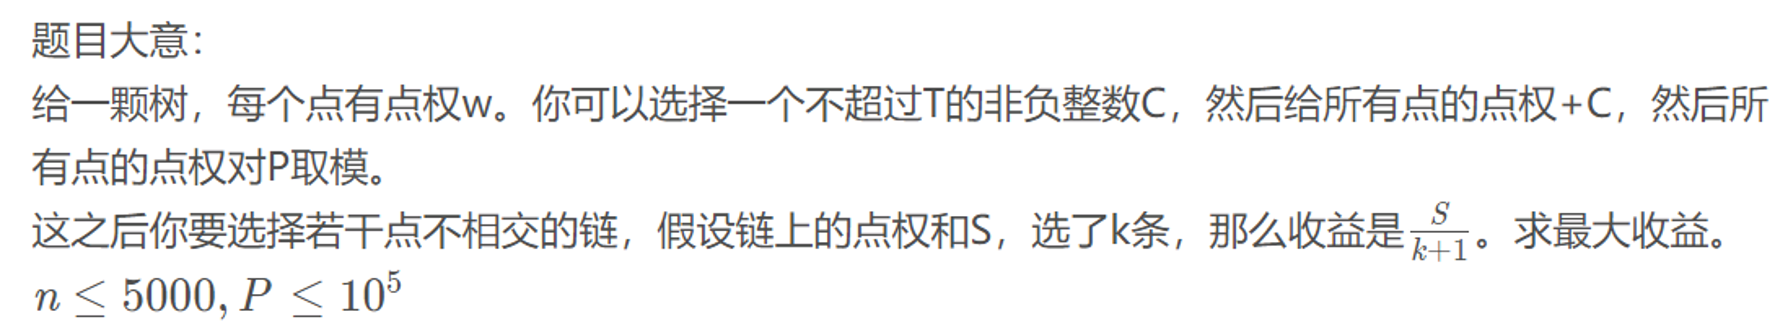 题目大意：
给一颗树，每个点有点权w。你可以选择一个不超过T的非负整数C，然后给所有点的点权+C，然后所
有点的点权对P取模。
这之后你要选择若干点不相交的链，假设链上的点权和S，选了k条，那么收益是$\frac{S}{k+1}$。求最大收益。
$n \leq 5000, P \leq 10^5$